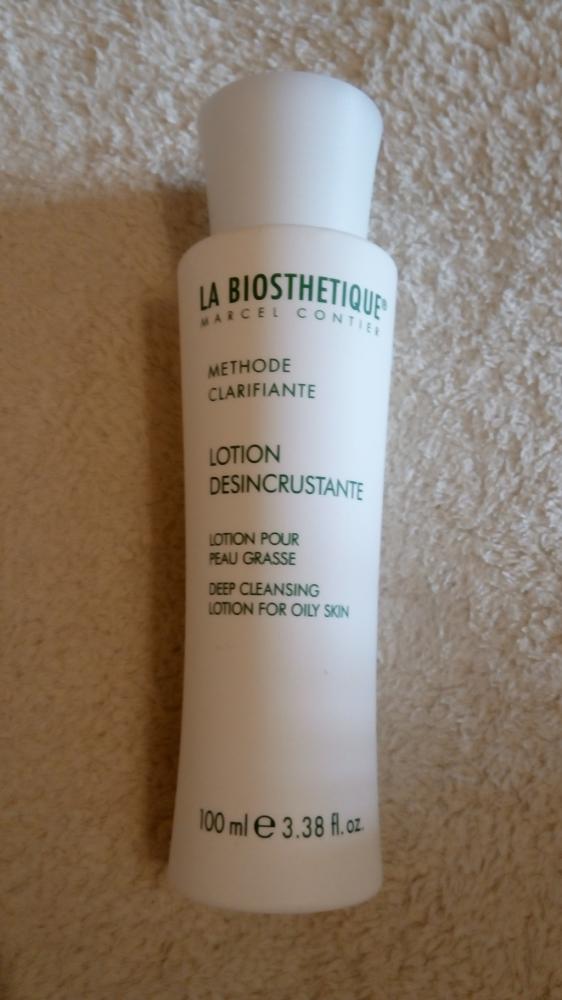 LA BIOSTHETIQUE®
MARCEL CONTIER
METHODE
CLARIFIANTE
LOTION
DESINCRUSTANTE
LOTION POUR
PEAU GRASSE
DEEP CLEANSING
LOTION FOR OILY SKIN
100 ml ℮ 3.38 fl. oz.